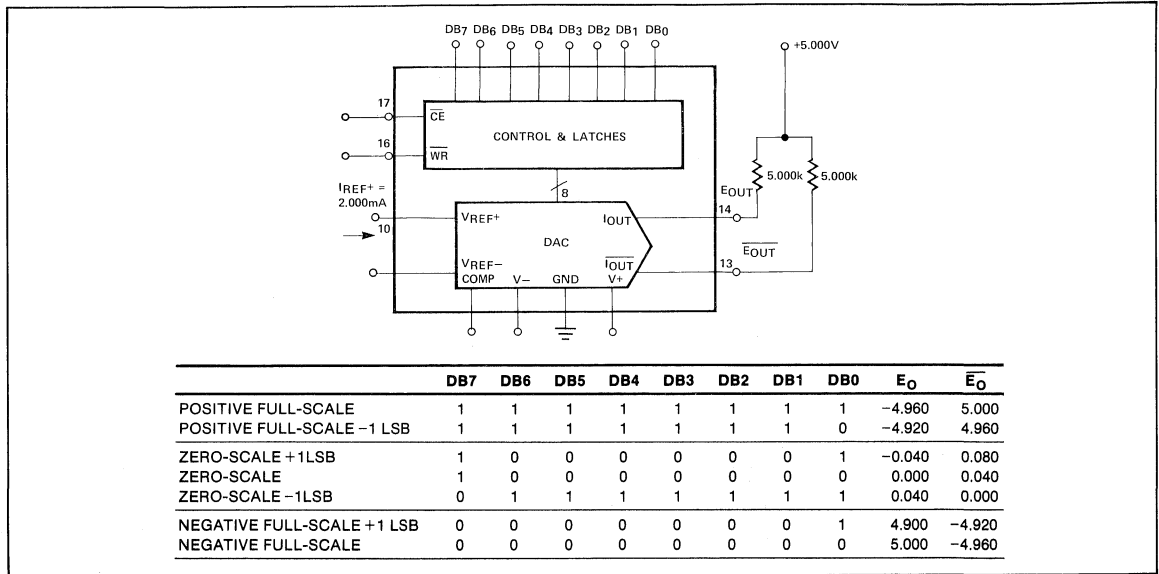 DB7 DB6 DB5 DB4 DB3 DB2 DB1 DB0
+5.000V
17
CE
CONTROL & LATCHES
16
WR
5.000k 5.000k
8
IREF+ =
2.000mA
EOUT
14
VREF+
IOUT
10
DAC
EOUT
13
VREF−
IOUT
COMP V− GND V+
DB7 DB6 DB5 DB4 DB3 DB2 DB1 DB0 EO EO
POSITIVE FULL-SCALE 1 1 1 1 1 1 1 1 −4.960 5.000
POSITIVE FULL-SCALE −1 LSB 1 1 1 1 1 1 1 0 −4.920 4.960
ZERO-SCALE +1LSB 1 0 0 0 0 0 0 1 −0.040 0.080
ZERO-SCALE 1 0 0 0 0 0 0 0 0.000 0.040
ZERO-SCALE −1LSB 0 1 1 1 1 1 1 1 0.040 0.000
NEGATIVE FULL-SCALE +1 LSB 0 0 0 0 0 0 0 1 4.900 −4.920
NEGATIVE FULL-SCALE 0 0 0 0 0 0 0 0 5.000 −4.960